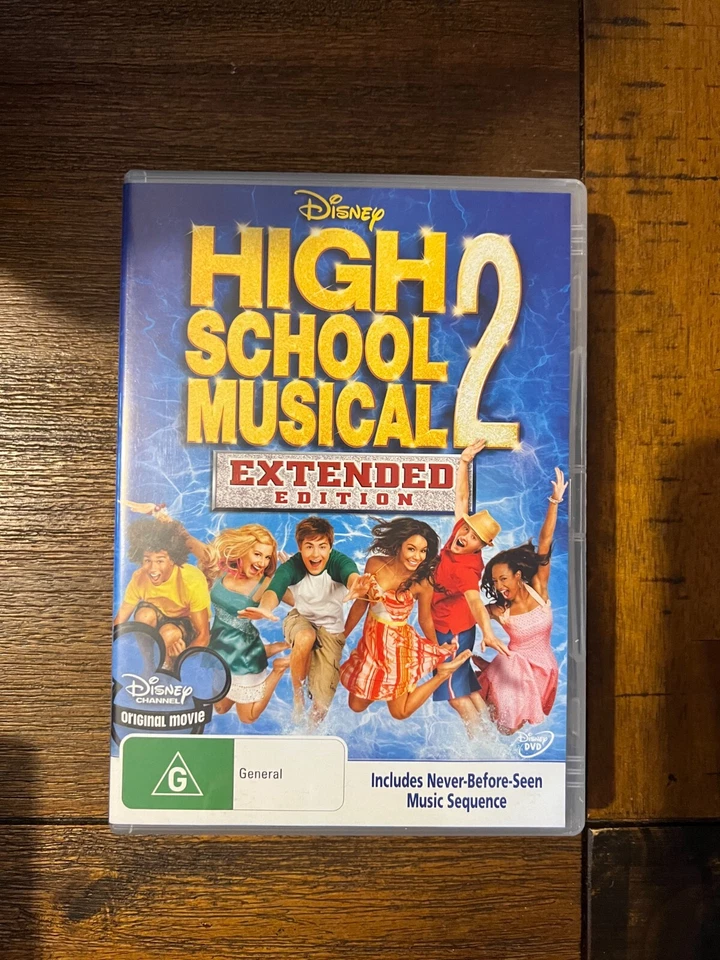 Disney
HIGH
SCHOOL
MUSICAL 2
EXTENDED
EDITION
Disney
CHANNEL
ORIGINAL MOVIE
Disney
DVD
G
General
Includes Never-Before-Seen
Music Sequence